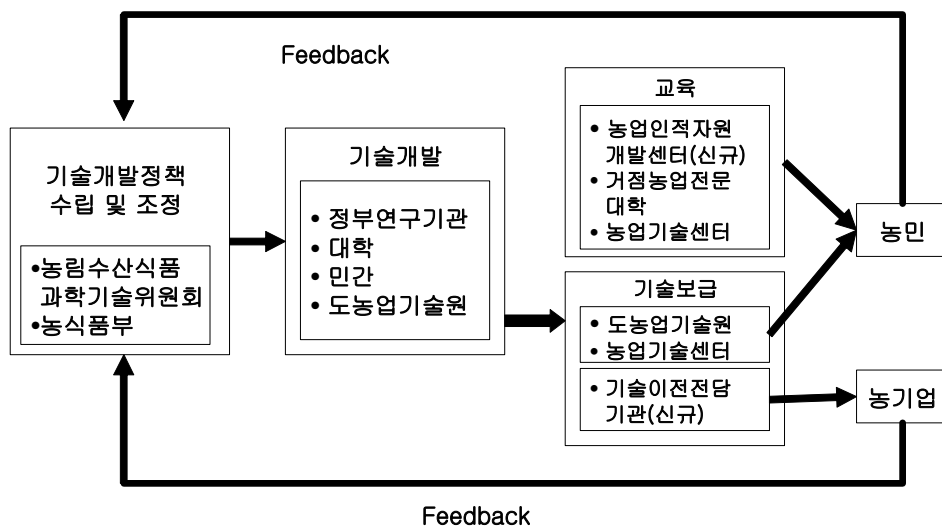 Feedback
기술개발정책
수립 및 조정
•농림수산식품
과학기술위원회
•농식품부
기술개발
• 정부연구기관
• 대학
• 민간
• 도농업기술원
교육
• 농업인적자원
개발센터(신규)
• 거점농업전문
대학
• 농업기술센터
기술보급
• 도농업기술원
• 농업기술센터
• 기술이전전담
기관(신규)
농민
농기업
Feedback